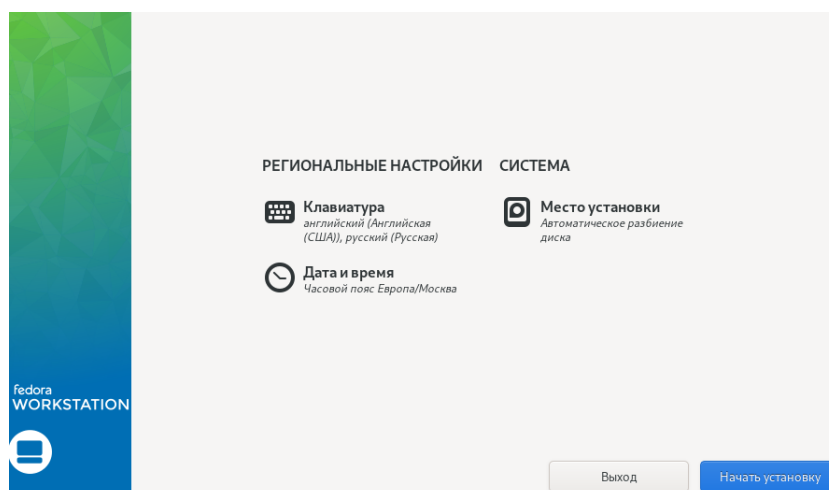 РЕГИОНАЛЬНЫЕ НАСТРОЙКИ
Клавиатура
английский (Английская
(США)), русский (Русская)
Дата и время
Часовой пояс Европа/Москва
СИСТЕМА
Место установки
Автоматическое разбиение
диска
fedora
WORKSTATION
Выход
Начать установку